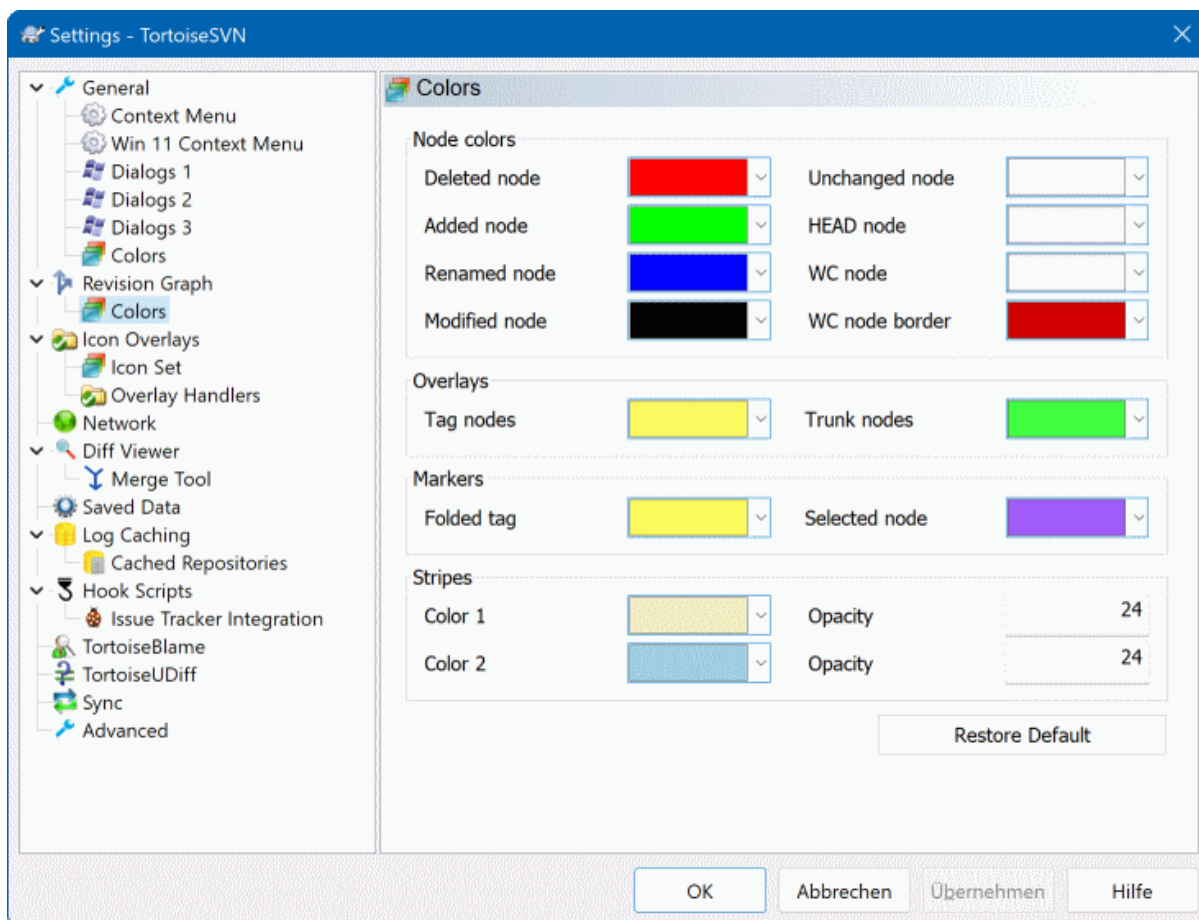 Settings - TortoiseSVN
General
Context Menu
Win 11 Context Menu
Dialogs 1
Dialogs 2
Dialogs 3
Colors
Revision Graph
Colors
Icon Overlays
Icon Set
Overlay Handlers
Network
Diff Viewer
Merge Tool
Saved Data
Log Caching
Cached Repositories
Hook Scripts
Issue Tracker Integration
TortoiseBlame
TortoiseUDiff
Sync
Advanced
Colors
Node colors
Deleted node Unchanged node
Added node HEAD node
Renamed node WC node
Modified node WC node border
Overlays
Tag nodes Trunk nodes
Markers
Folded tag Selected node
Stripes
Color 1 Opacity 24
Color 2 Opacity 24
Restore Default
OK Abbrechen Übernehmen Hilfe